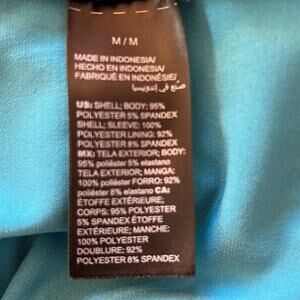 M / M
MADE IN INDONESIA/
HECHO EN INDONESIA/
FABRIQUÉ EN INDONÉSIE/
صنع في إندونيسيا
US: SHELL; BODY: 95%
POLYESTER 5% SPANDEX
SHELL; SLEEVE: 100%
POLYESTER LINING: 92%
POLYESTER 8% SPANDEX
MX: TELA EXTERIOR; BODY:
95% poliéster 5% elastano
TELA EXTERIOR; MANGA:
100% poliéster FORRO: 92%
poliéster 8% elastano CA:
ÉTOFFE EXTÉRIEURE;
CORPS: 95% POLYESTER
5% SPANDEX ÉTOFFE
EXTÉRIEURE; MANCHE:
100% POLYESTER
DOUBLURE: 92%
POLYESTER 8% SPANDEX